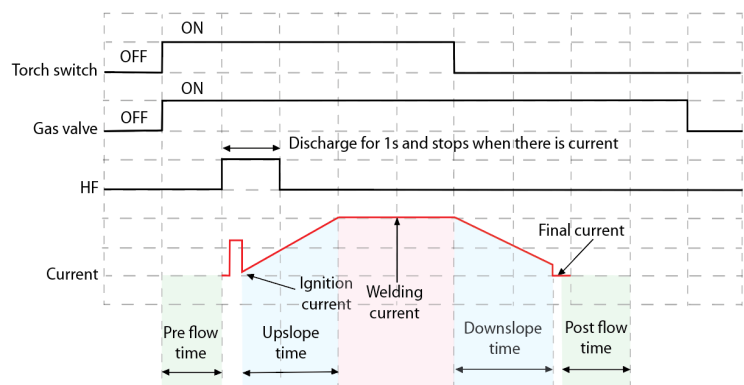 ON
OFF
Torch switch
ON
OFF
Gas valve
Discharge for 1s and stops when there is current
HF
Final current
Current
Ignition
current
Welding
current
Pre flow
time
Upslope
time
Downslope
time
Post flow
time